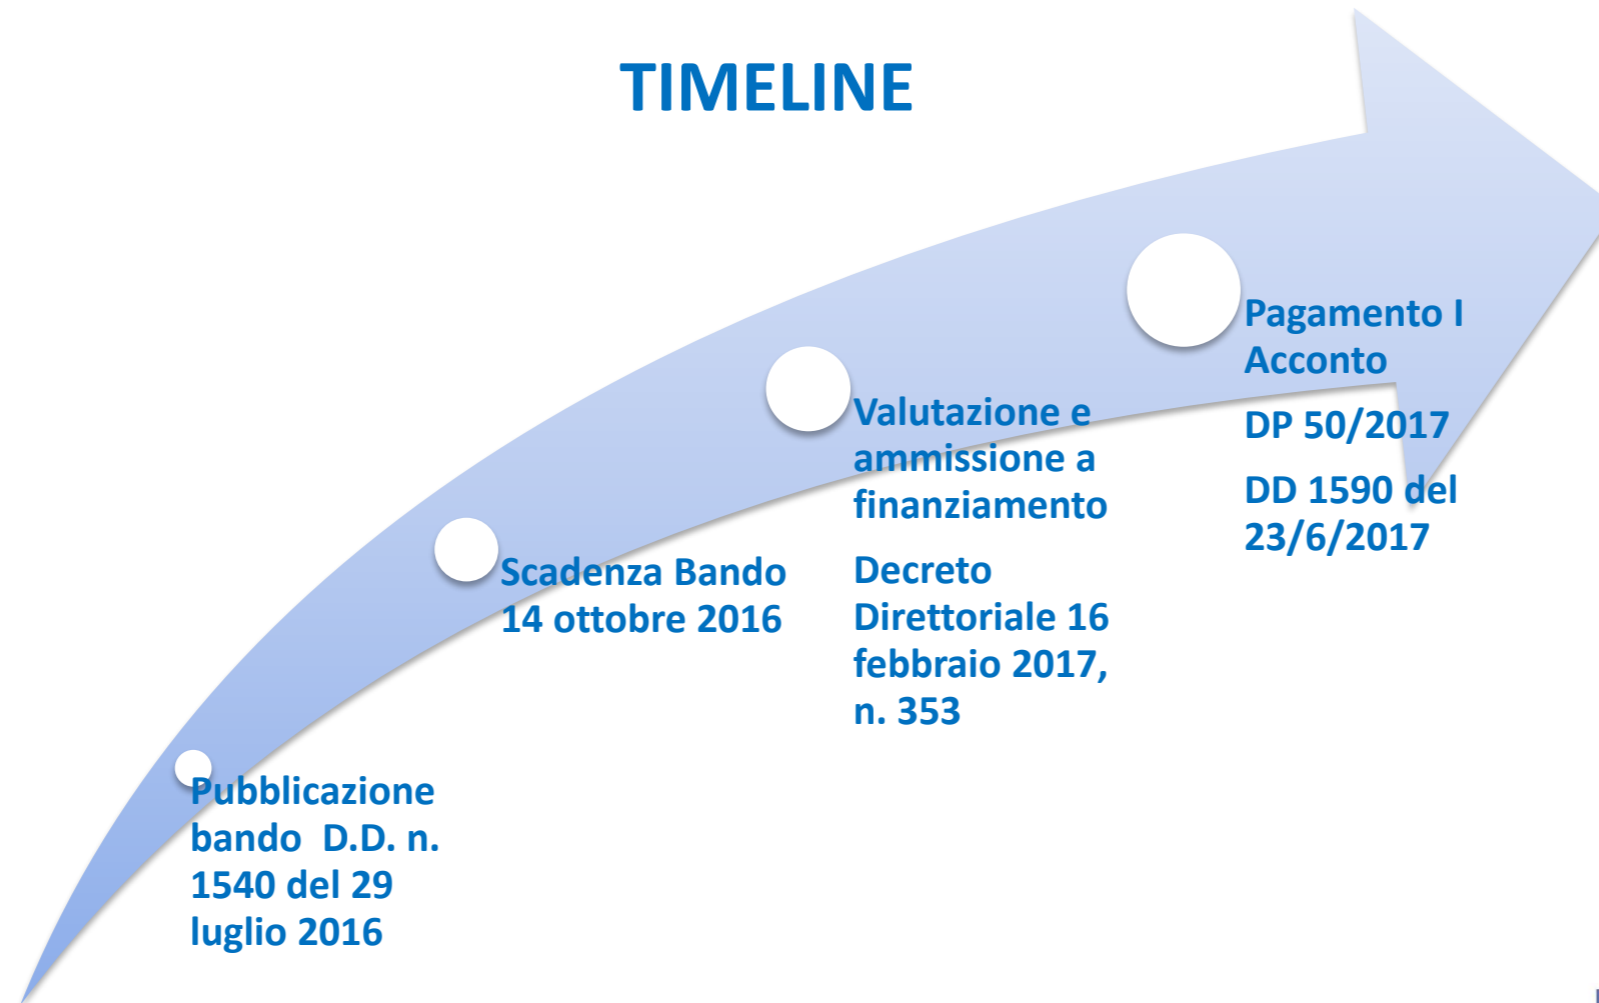 TIMELINE
Pubblicazione
bando  D.D. n.
1540 del 29
luglio 2016
Scadenza Bando
14 ottobre 2016
Valutazione e
ammissione a
finanziamento
Decreto
Direttoriale 16
febbraio 2017,
n. 353
Pagamento I
Acconto
DP 50/2017
DD 1590 del
23/6/2017